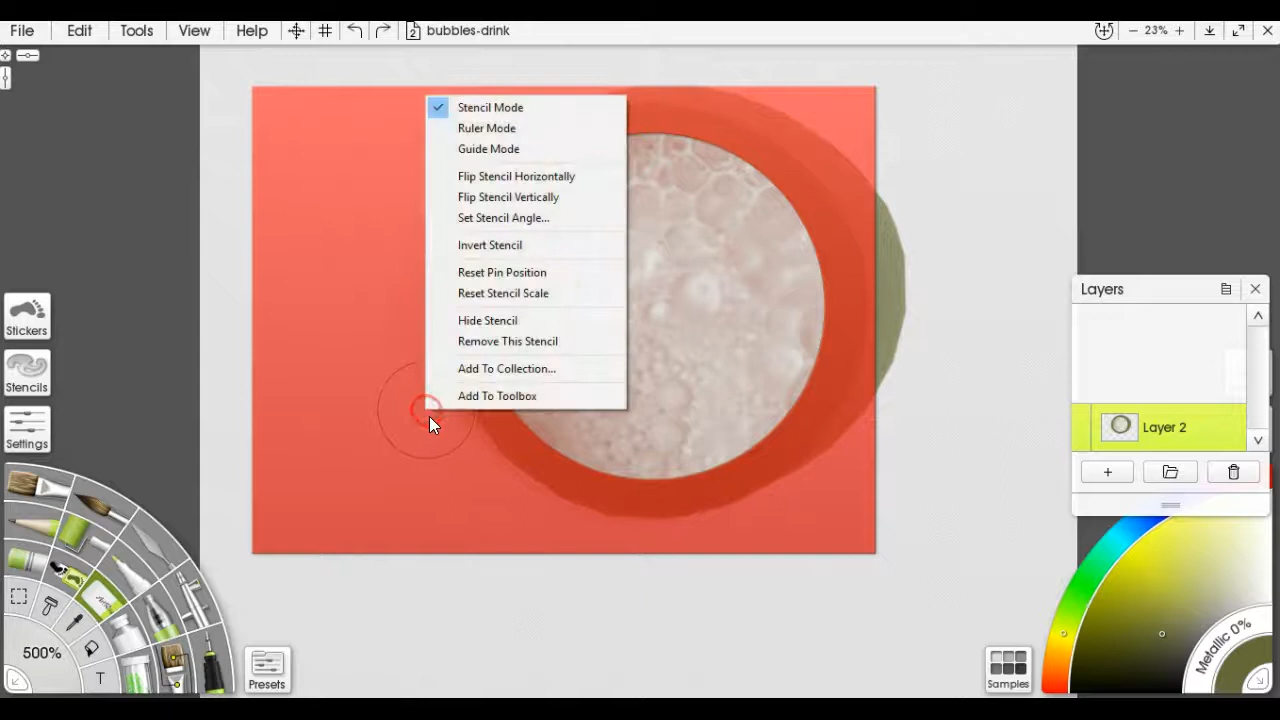 File Edit Tools View Help 2 bubbles-drink 23%
Stencil Mode
Ruler Mode
Guide Mode
Flip Stencil Horizontally
Flip Stencil Vertically
Set Stencil Angle...
Invert Stencil
Reset Pin Position
Reset Stencil Scale
Hide Stencil
Remove This Stencil
Add To Collection...
Add To Toolbox
Stickers
Stencils
Settings
Layers
Layer 2
500%
T
Presets
Samples
Metallic 0%